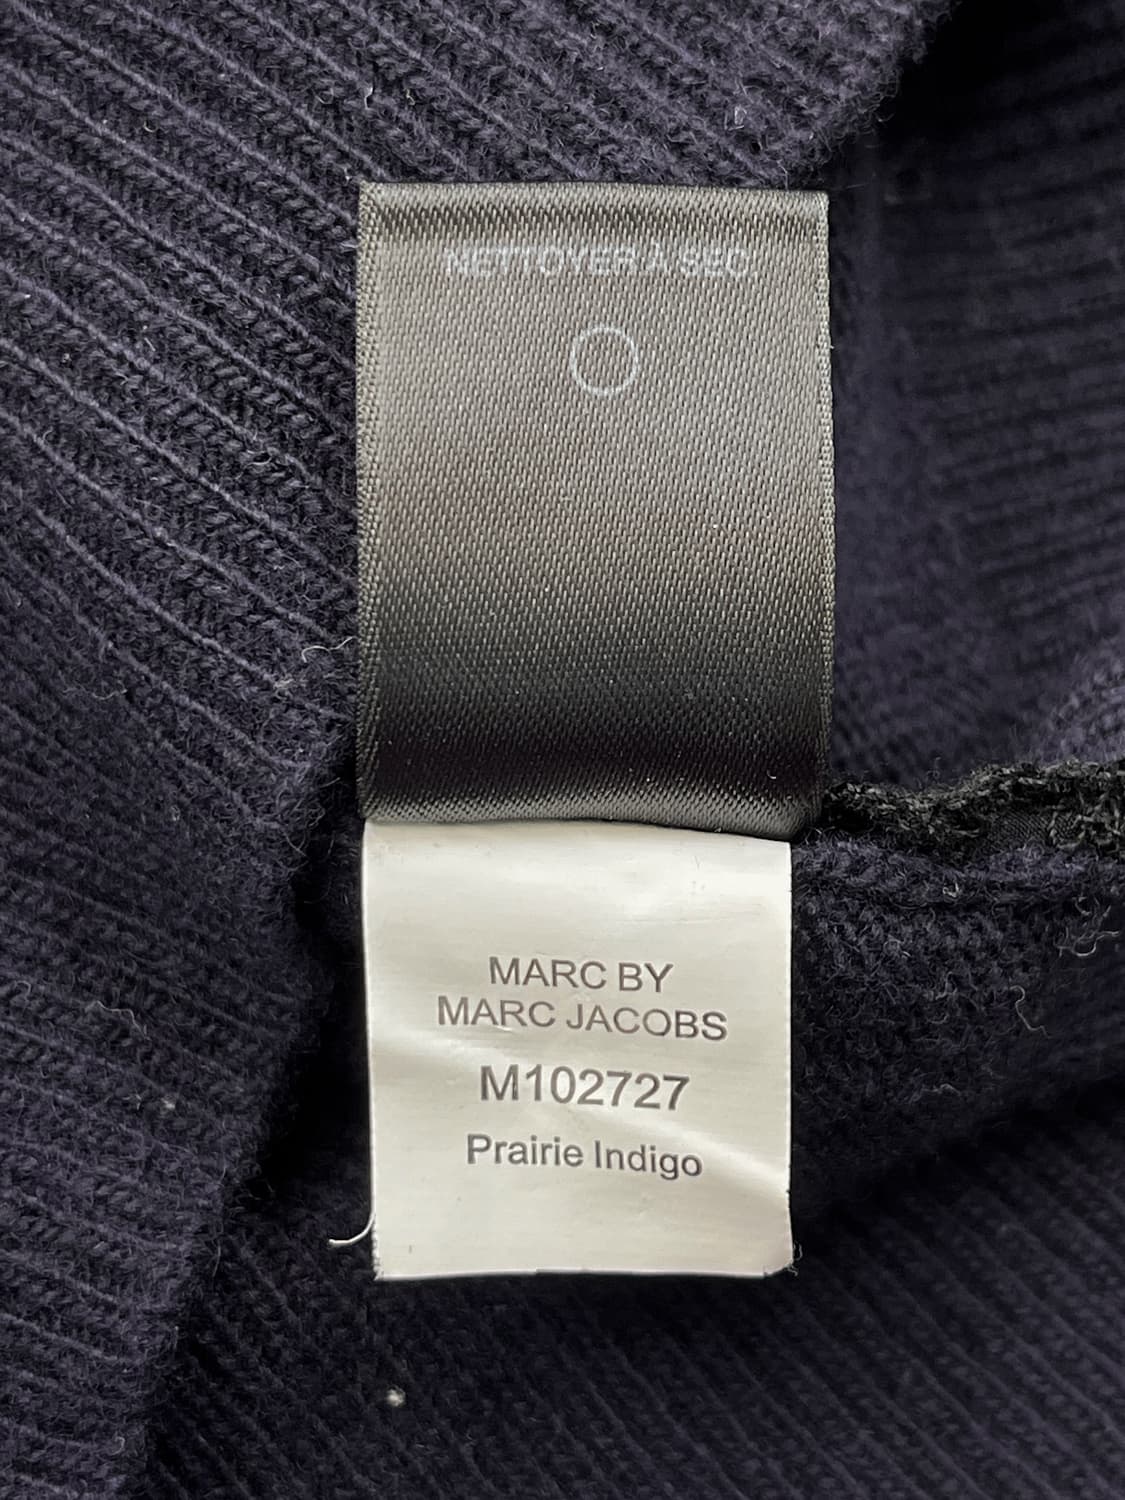 NETTOYER À SEC
MARC BY
MARC JACOBS
M102727
Prairie Indigo